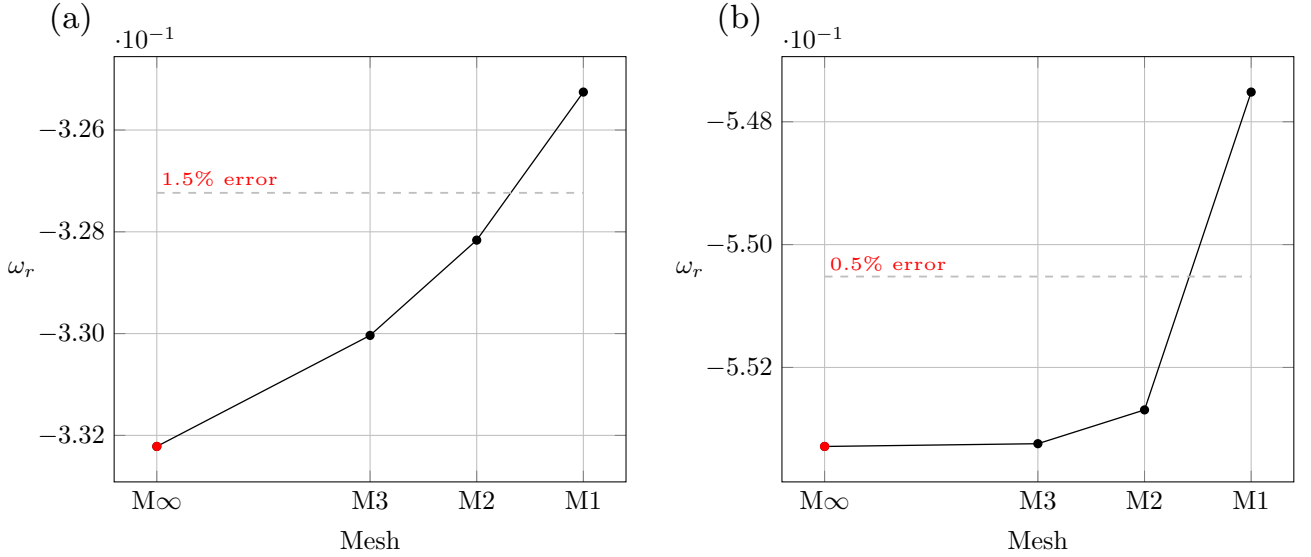 (a)
·10⁻¹
−3.26
1.5% error
−3.28
ω_r
−3.30
−3.32
M∞ M3 M2 M1
Mesh
(b)
·10⁻¹
−5.48
−5.50
0.5% error
ω_r
−5.52
M∞ M3 M2 M1
Mesh